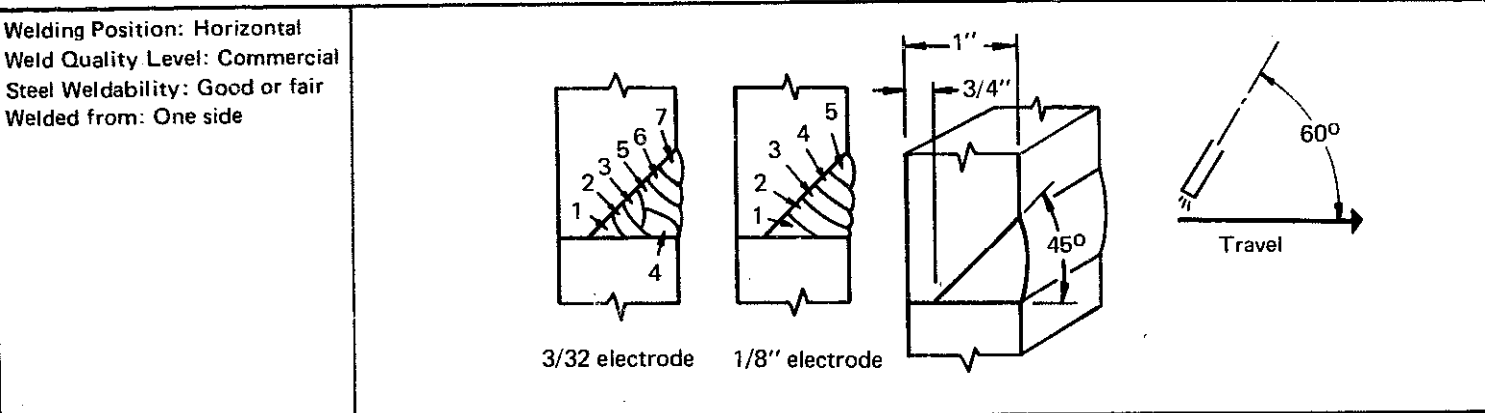 Welding Position: Horizontal
Weld Quality Level: Commercial
Steel Weldability: Good or fair
Welded from: One side
1 2 3 5 6 7
4
3/32 electrode
1 2 3 4 5
1/8" electrode
1"
3/4"
45º
60º
Travel